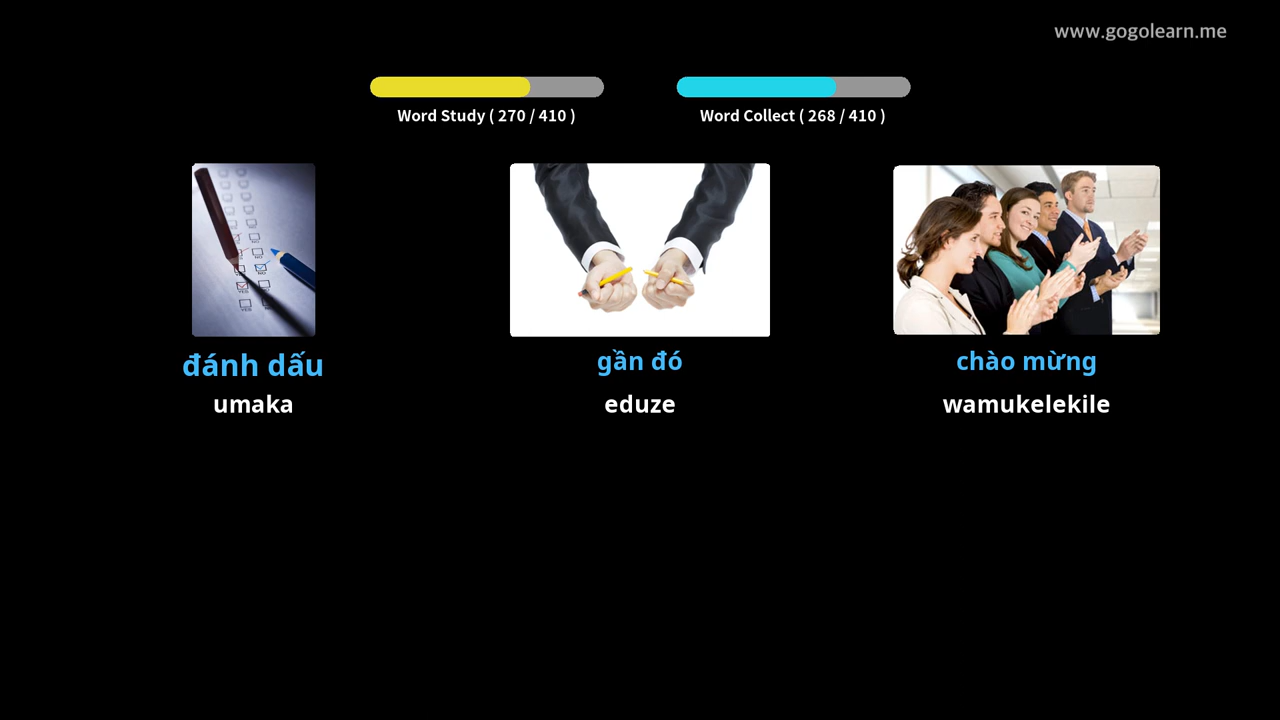 www.gogolearn.me
Word Study ( 270 / 410 )
Word Collect ( 268 / 410 )
đánh dấu
umaka
gần đó
eduze
chào mừng
wamukelekile